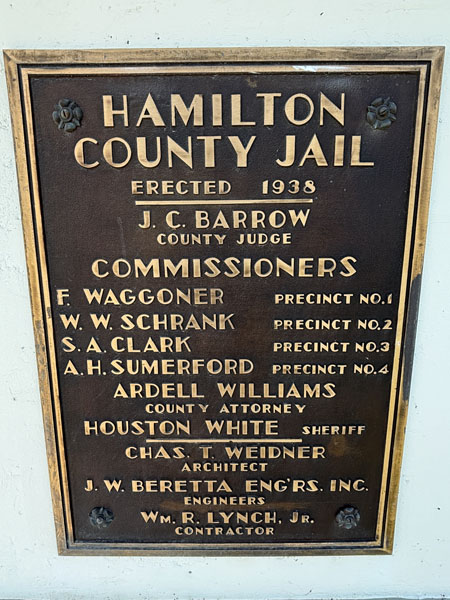 HAMILTON
COUNTY JAIL
ERECTED 1938
J. C. BARROW
COUNTY JUDGE
COMMISSIONERS
F. WAGGONER PRECINCT NO.1
W. W. SCHRANK PRECINCT NO.2
S. A. CLARK PRECINCT NO.3
A. H. SUMERFORD PRECINCT NO.4
ARDELL WILLIAMS
COUNTY ATTORNEY
HOUSTON WHITE SHERIFF
CHAS. T. WEIDNER
ARCHITECT
J. W. BERETTA ENG'RS. INC.
ENGINEERS
WM. R. LYNCH, JR.
CONTRACTOR